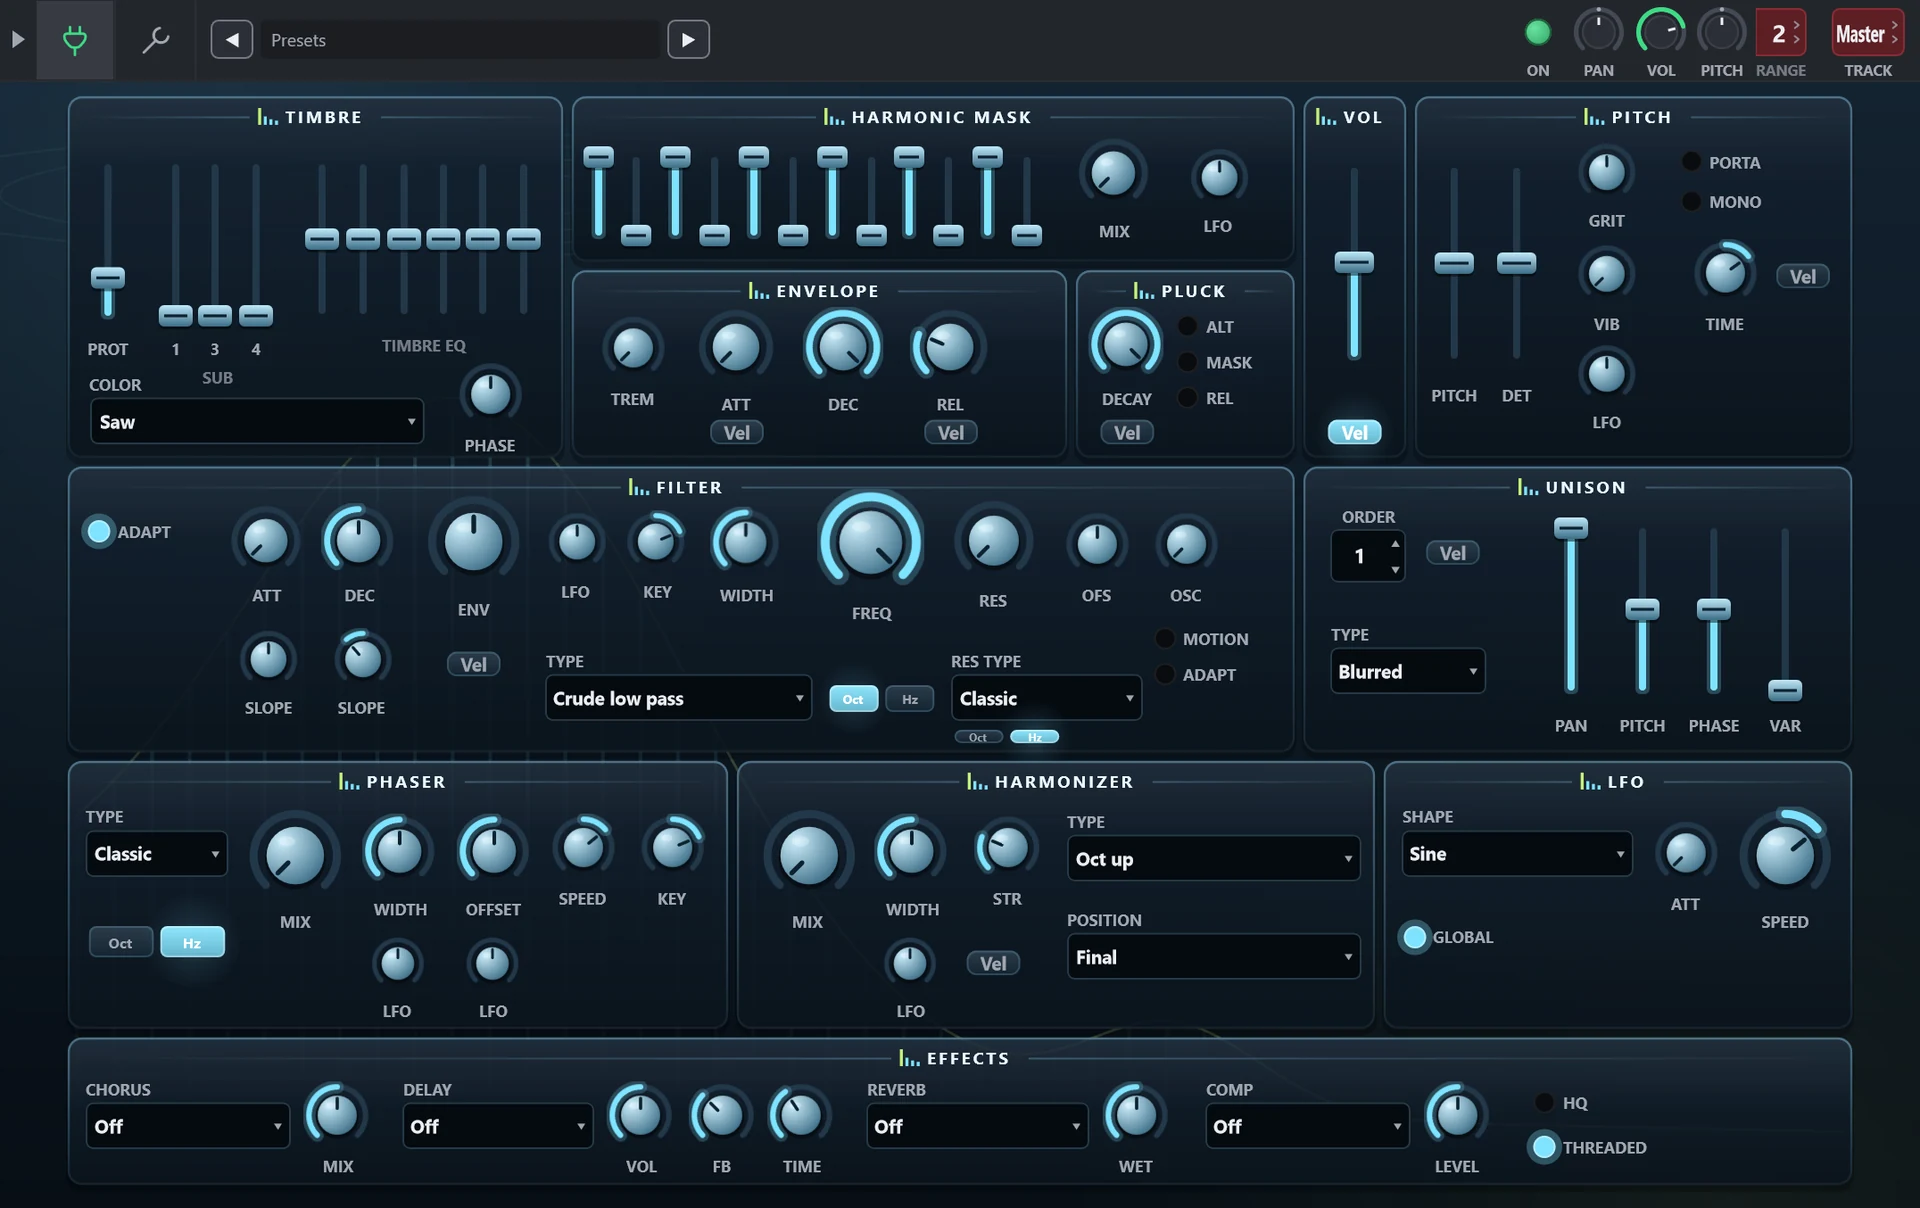 Presets
ON
PAN
VOL
PITCH
2
RANGE
Master
TRACK
TIMBRE
PROT
1
3
4
SUB
TIMBRE EQ
COLOR
Saw
PHASE
HARMONIC MASK
MIX
LFO
ENVELOPE
TREM
ATT
DEC
REL
Vel
Vel
PLUCK
DECAY
ALT
MASK
REL
Vel
VOL
Vel
PITCH
PITCH
DET
GRIT
VIB
LFO
PORTA
MONO
TIME
Vel
FILTER
ADAPT
ATT
DEC
ENV
LFO
KEY
WIDTH
FREQ
RES
OFS
OSC
SLOPE
SLOPE
Vel
TYPE
Crude low pass
Oct
Hz
RES TYPE
Classic
Oct
Hz
MOTION
ADAPT
UNISON
ORDER
1
Vel
TYPE
Blurred
PAN
PITCH
PHASE
VAR
PHASER
TYPE
Classic
Oct
Hz
MIX
WIDTH
OFFSET
SPEED
KEY
LFO
LFO
HARMONIZER
MIX
WIDTH
STR
LFO
Vel
TYPE
Oct up
POSITION
Final
LFO
SHAPE
Sine
ATT
SPEED
GLOBAL
EFFECTS
CHORUS
Off
MIX
DELAY
Off
VOL
FB
TIME
REVERB
Off
WET
COMP
Off
LEVEL
HQ
THREADED